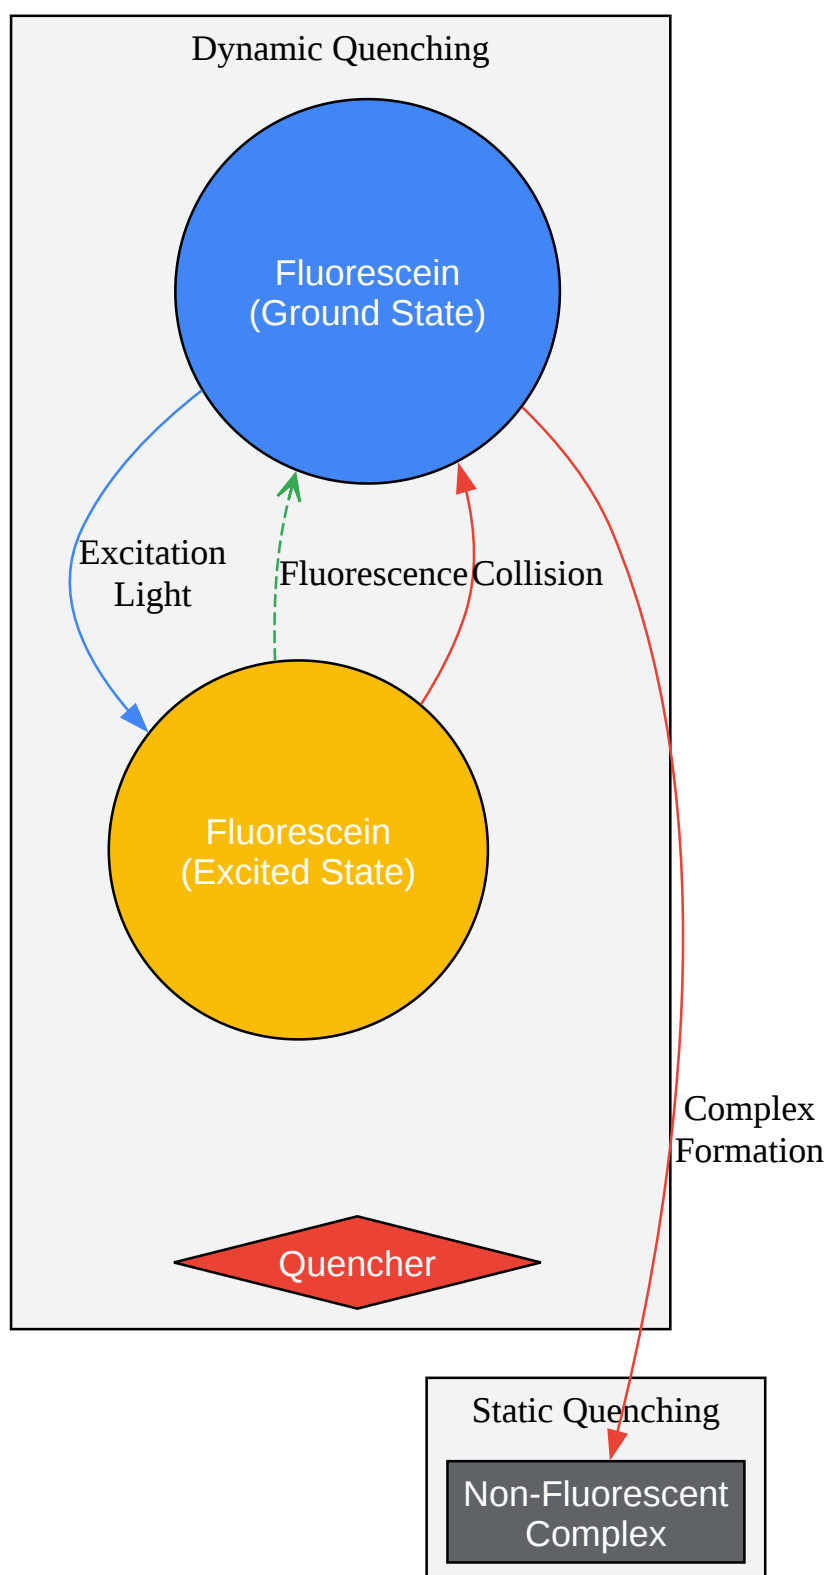 Dynamic Quenching
Fluorescein
(Ground State)
Excitation
Light
Fluorescence
Collision
Fluorescein
(Excited State)
Complex
Formation
Quencher
Static Quenching
Non-Fluorescent
Complex